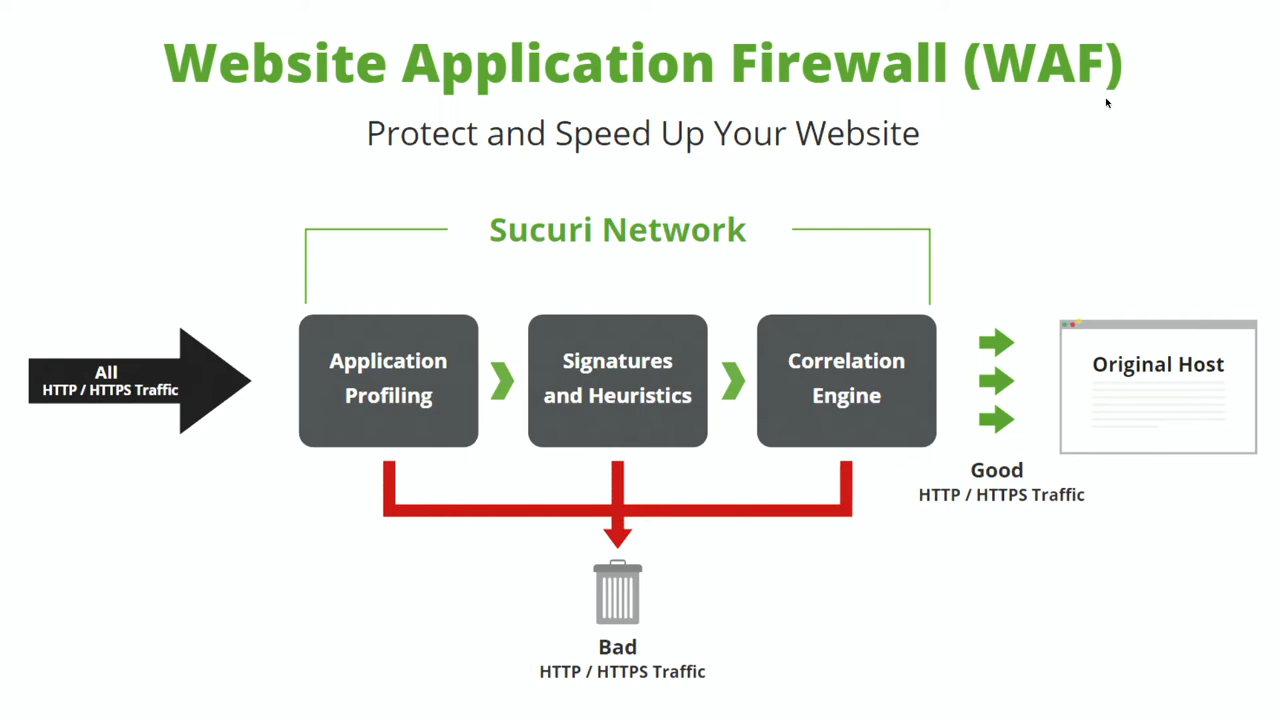 Website Application Firewall (WAF)
Protect and Speed Up Your Website
Sucuri Network
All
HTTP / HTTPS Traffic
Application
Profiling
Signatures
and Heuristics
Correlation
Engine
Original Host
Good
HTTP / HTTPS Traffic
Bad
HTTP / HTTPS Traffic